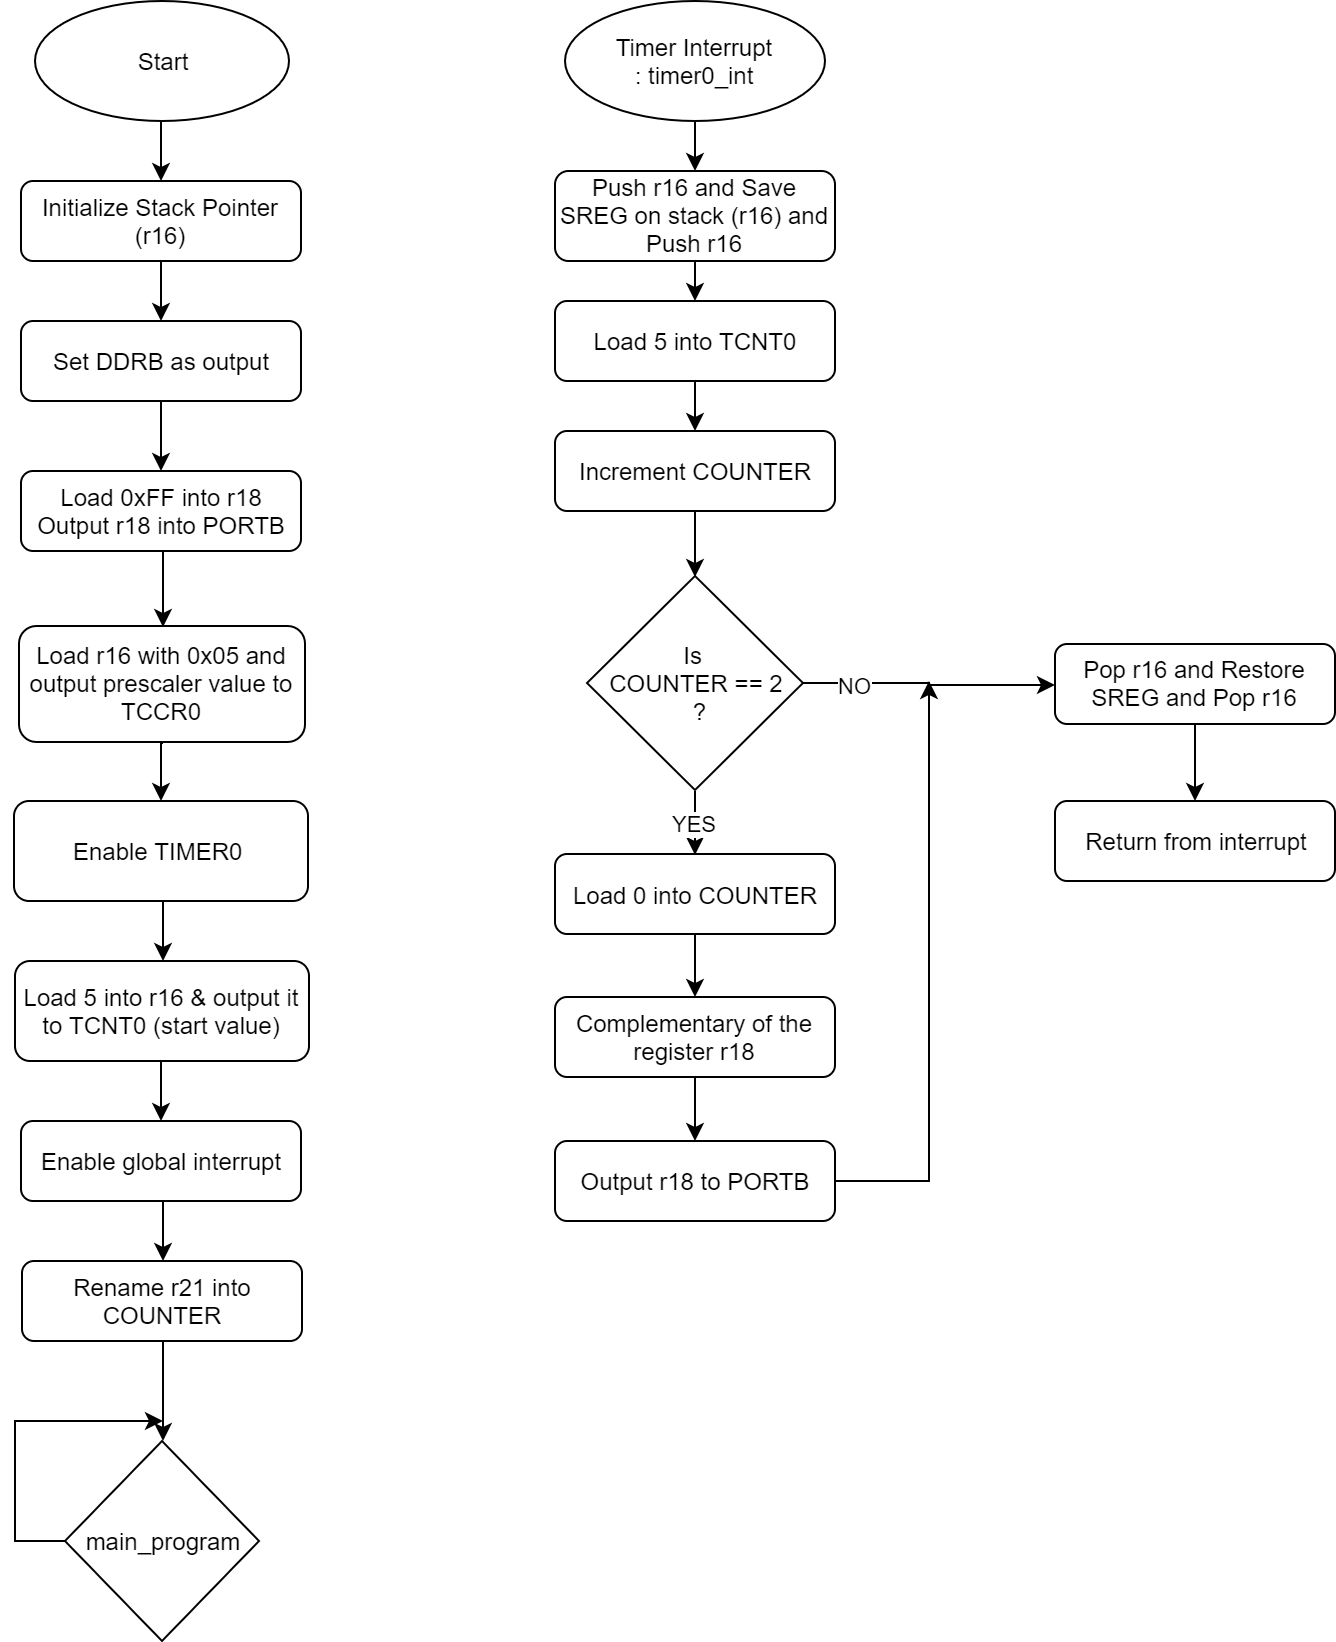 Start
Initialize Stack Pointer
(r16)
Set DDRB as output
Load 0xFF into r18
Output r18 into PORTB
Load r16 with 0x05 and
output prescaler value to
TCCR0
Enable TIMER0
Load 5 into r16 & output it
to TCNT0 (start value)
Enable global interrupt
Rename r21 into
COUNTER
main_program
Timer Interrupt
: timer0_int
Push r16 and Save
SREG on stack (r16) and
Push r16
Load 5 into TCNT0
Increment COUNTER
Is
COUNTER == 2
?
NO
YES
Load 0 into COUNTER
Complementary of the
register r18
Output r18 to PORTB
Pop r16 and Restore
SREG and Pop r16
Return from interrupt